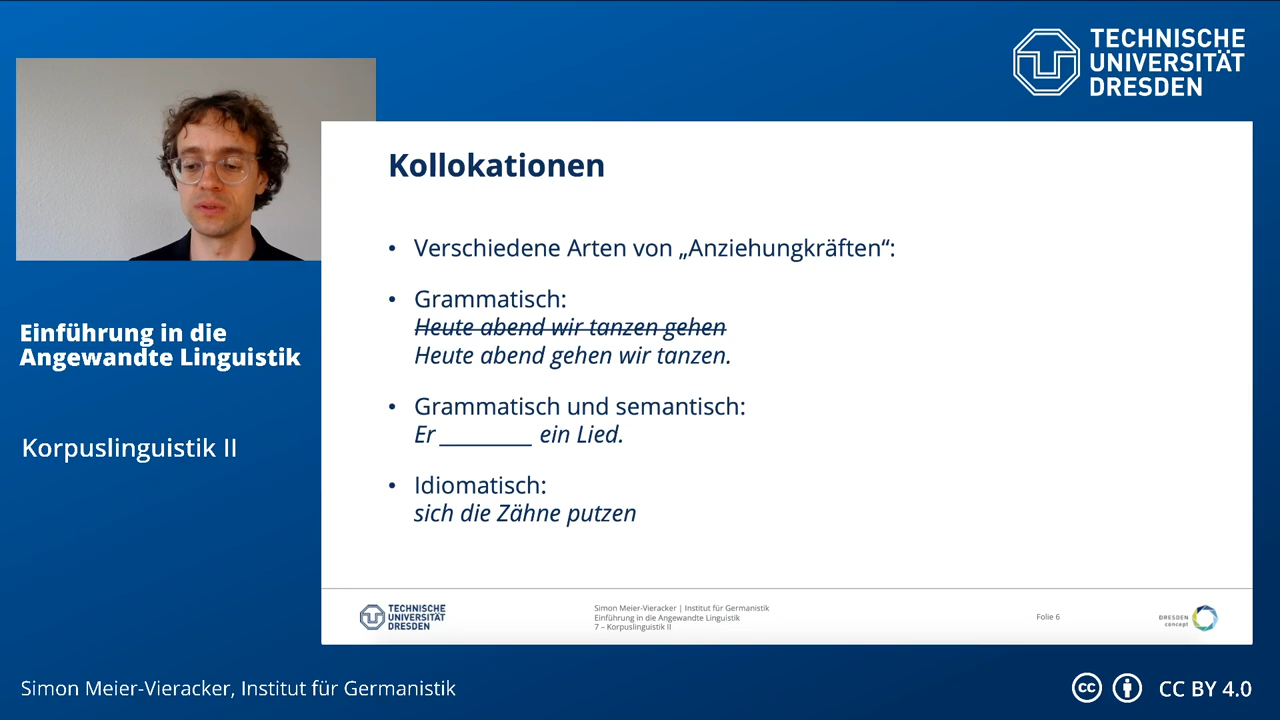 TECHNISCHE
UNIVERSITÄT
DRESDEN
Kollokationen
• Verschiedene Arten von „Anziehungkräften“:
• Grammatisch:
Heute abend wir tanzen gehen
Heute abend gehen wir tanzen.
• Grammatisch und semantisch:
Er ________ ein Lied.
• Idiomatisch:
sich die Zähne putzen
Einführung in die
Angewandte Linguistik
Korpuslinguistik II
TECHNISCHE
UNIVERSITÄT
DRESDEN
Simon Meier-Vieracker | Institut für Germanistik
Einführung in die Angewandte Linguistik
7 – Korpuslinguistik II
Folie 6
DRESDEN
concept
Simon Meier-Vieracker, Institut für Germanistik
cc
CC BY 4.0